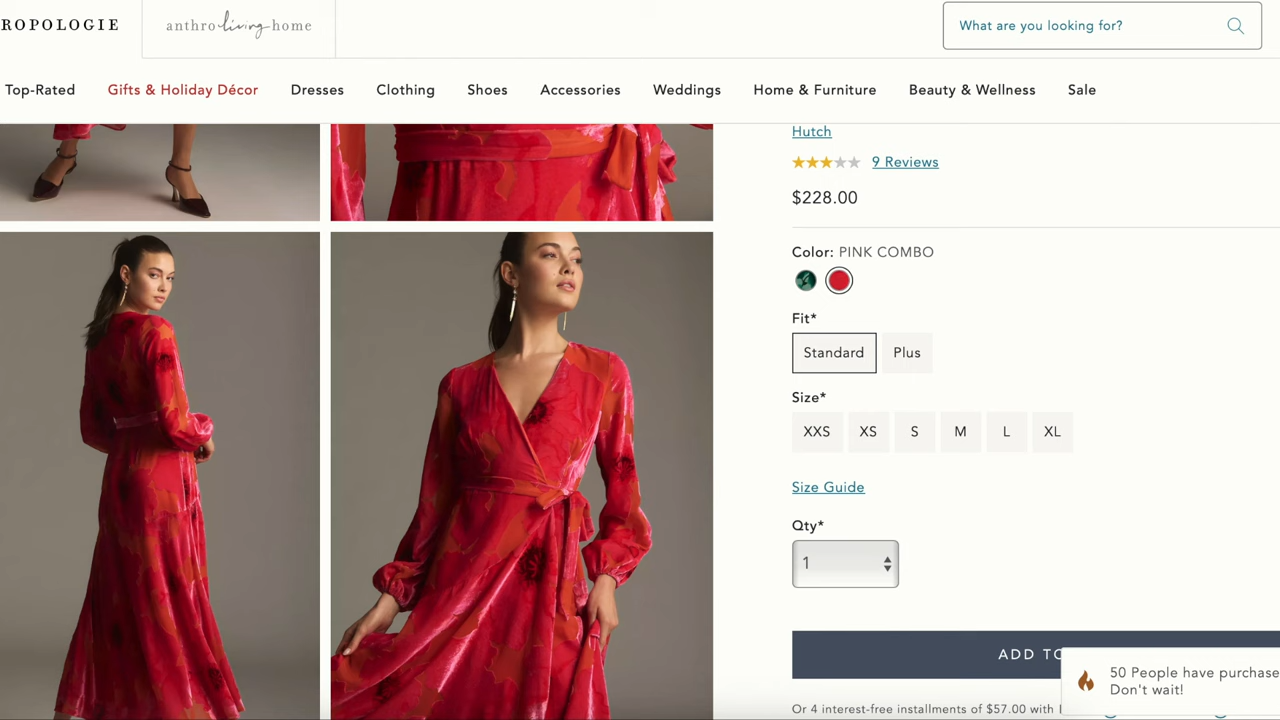 ROPOLOGIE
anthro living home
What are you looking for?
Top-Rated Gifts & Holiday Décor Dresses Clothing Shoes Accessories Weddings Home & Furniture Beauty & Wellness Sale
Hutch
9 Reviews
$228.00
Color: PINK COMBO
Fit*
Standard Plus
Size*
XXS XS S M L XL
Size Guide
Qty*
1
ADD TO
50 People have purchase
Don't wait!
Or 4 interest-free installments of $57.00 with